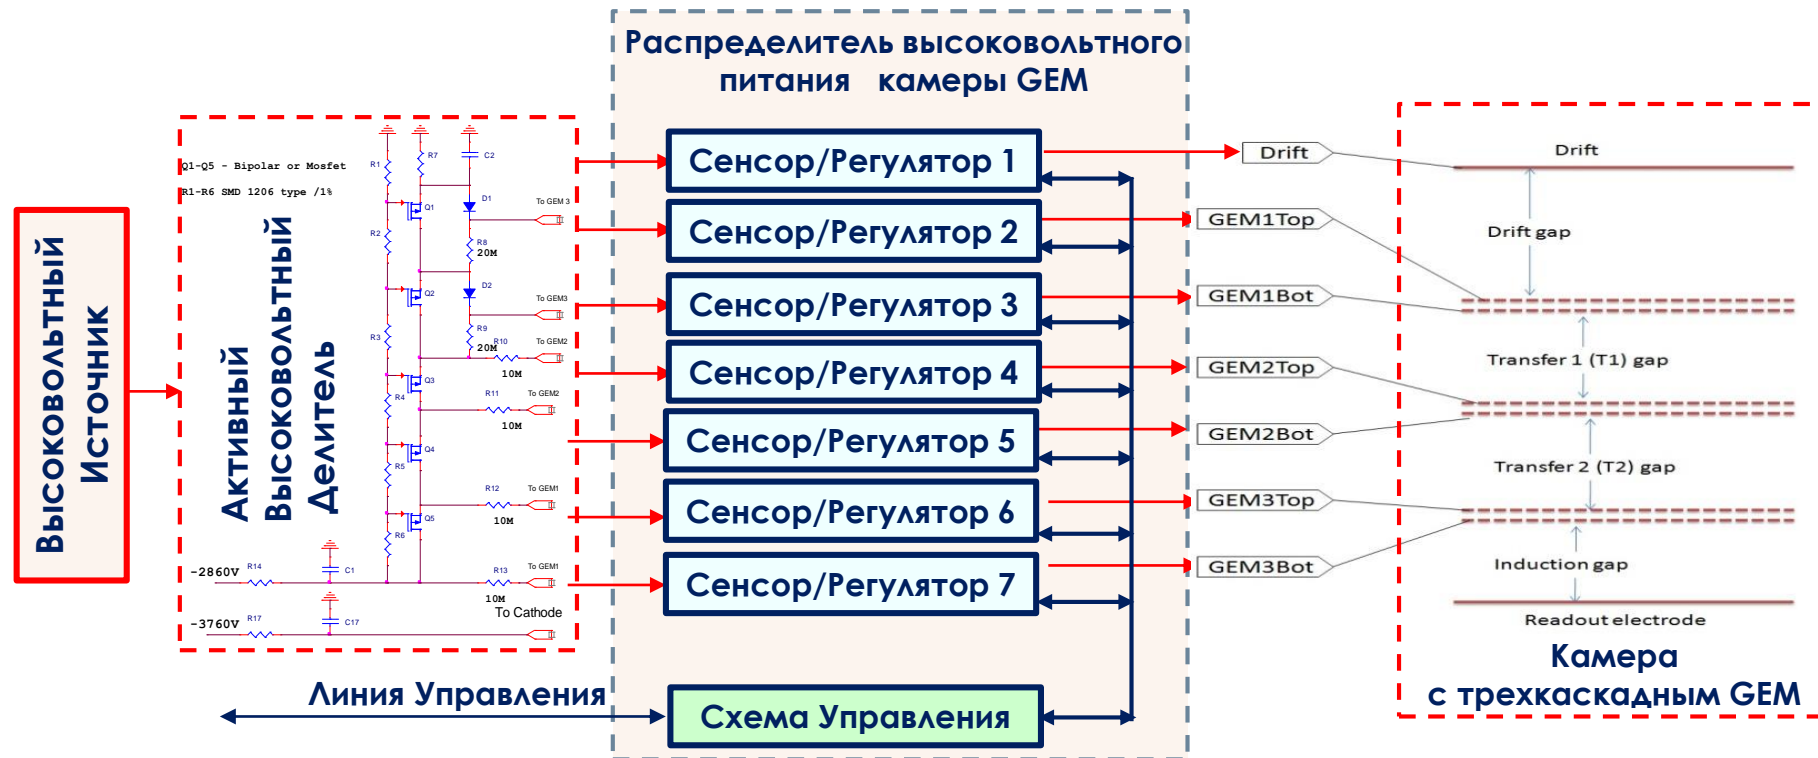 Распределитель высоковольтного
питания камеры GEM
Высоковольтный
Источник
Q1-Q5 - Bipolar or Mosfet
R1-R6 SMD 1206 type /1%
Активный
Высоковольтный
Делитель
R1
R7
C2
Q1
D1
To GEM 3
R2
R8
20M
Q2
D2
To GEM3
R3
R9
20M
R10
To GEM2
10M
Q3
R4
R11
To GEM2
10M
Q4
R5
R12
To GEM1
10M
Q5
R6
-2860V
R14
C1
R13
To GEM1
10M
To Cathode
-3760V
R17
C17
Сенсор/Регулятор 1
Сенсор/Регулятор 2
Сенсор/Регулятор 3
Сенсор/Регулятор 4
Сенсор/Регулятор 5
Сенсор/Регулятор 6
Сенсор/Регулятор 7
Линия Управления
Схема Управления
Drift
GEM1Top
GEM1Bot
GEM2Top
GEM2Bot
GEM3Top
GEM3Bot
Drift
Drift gap
Transfer 1 (T1) gap
Transfer 2 (T2) gap
Induction gap
Readout electrode
Камера
с трехкаскадным GEM